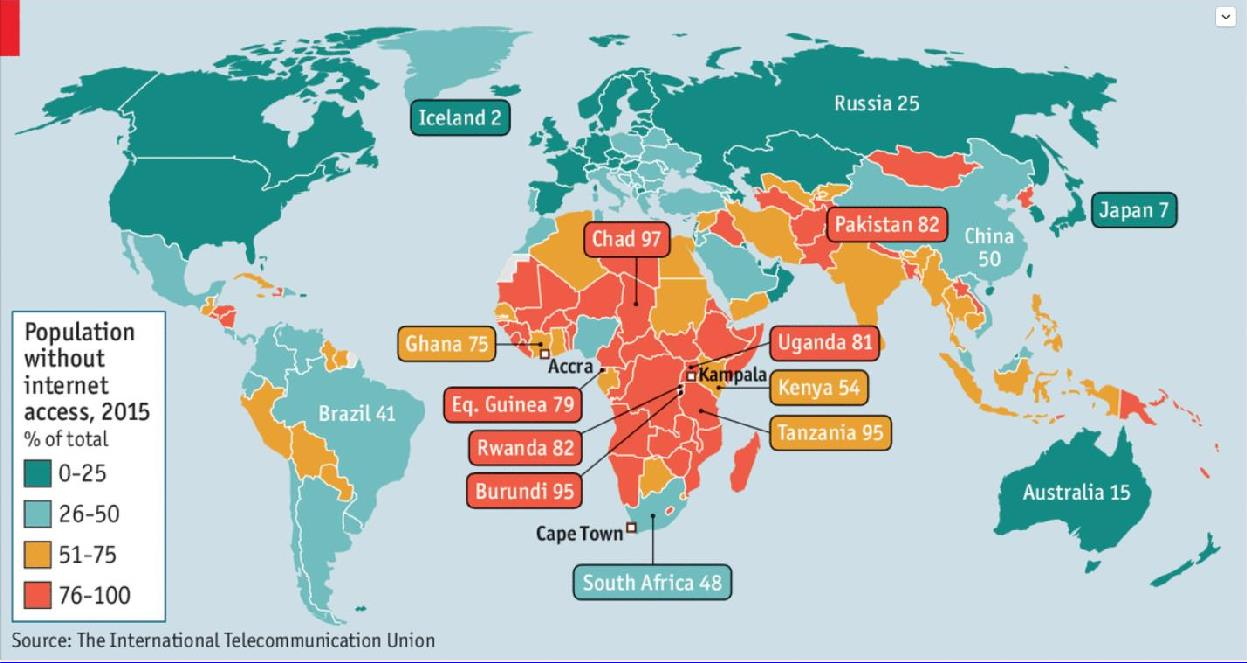 Iceland 2
Russia 25
Japan 7
Pakistan 82
China
50
Chad 97
Population
without
internet
access, 2015
% of total
0-25
26-50
51-75
76-100
Ghana 75
Accra
Uganda 81
Kampala
Kenya 54
Eq. Guinea 79
Brazil 41
Tanzania 95
Rwanda 82
Burundi 95
Australia 15
Cape Town
South Africa 48
Source: The International Telecommunication Union